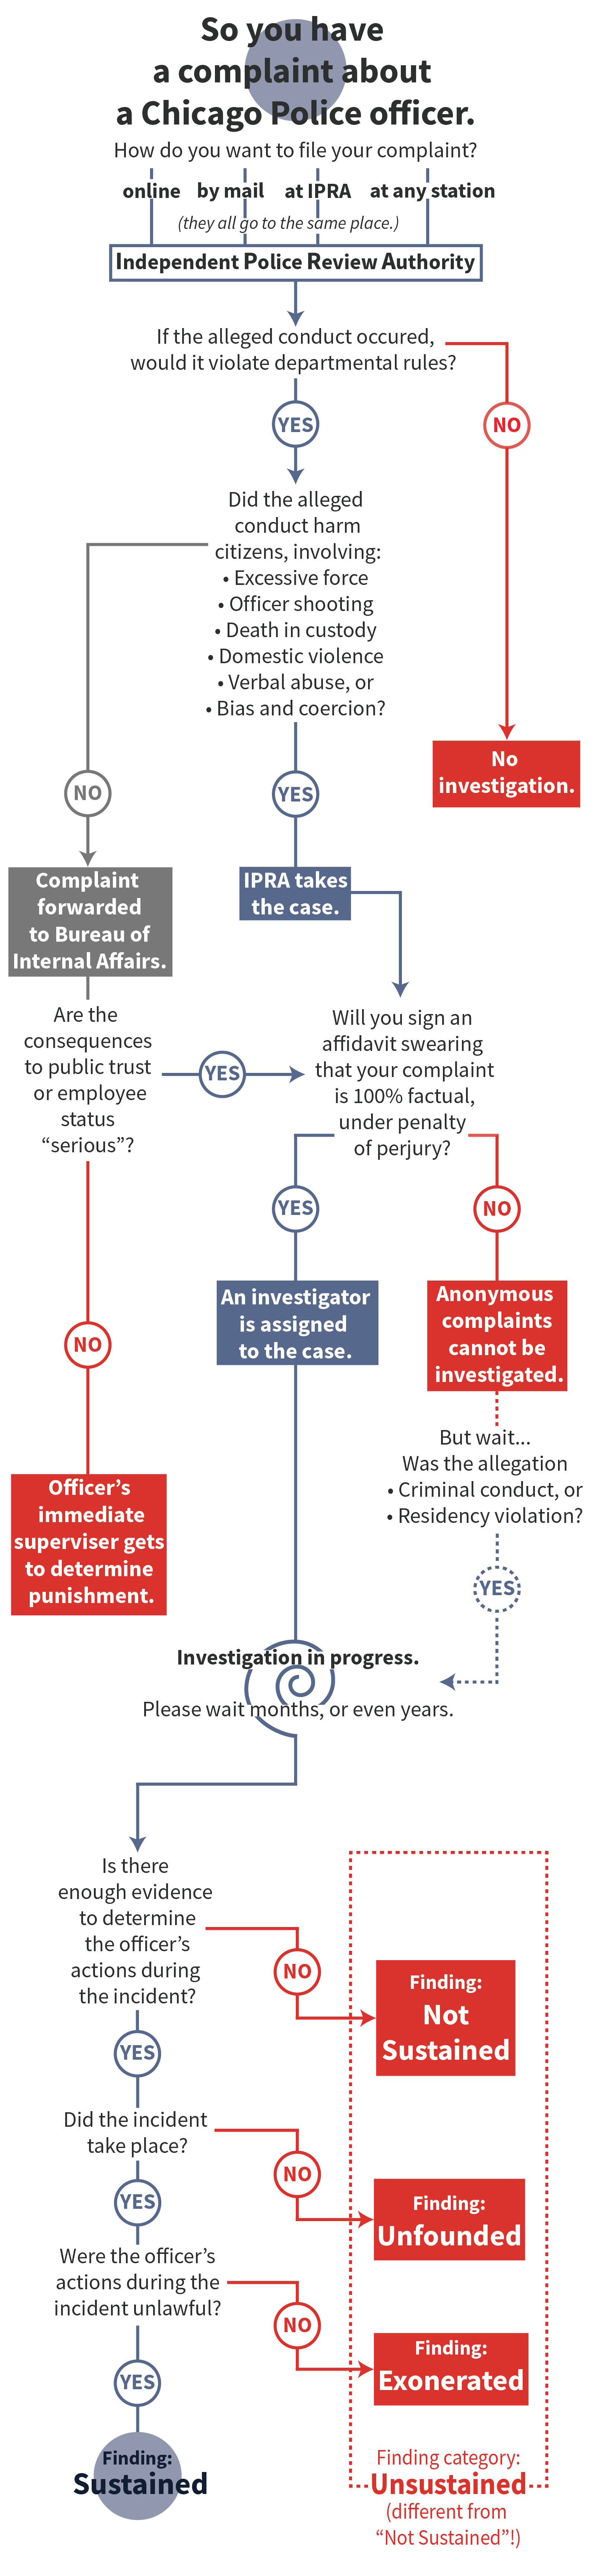 So you have
a complaint about
a Chicago Police officer.
How do you want to file your complaint?
online by mail at IPRA at any station
(they all go to the same place.)
Independent Police Review Authority
If the alleged conduct occured,
would it violate departmental rules?
YES
NO
Did the alleged
conduct harm
citizens, involving:
• Excessive force
• Officer shooting
• Death in custody
• Domestic violence
• Verbal abuse, or
• Bias and coercion?
No
investigation.
NO
YES
Complaint
forwarded
to Bureau of
Internal Affairs.
IPRA takes
the case.
Are the
consequences
to public trust
or employee
status
“serious”?
YES
Will you sign an
affidavit swearing
that your complaint
is 100% factual,
under penalty
of perjury?
YES
NO
An investigator
is assigned
to the case.
Anonymous
complaints
cannot be
investigated.
NO
But wait...
Was the allegation
• Criminal conduct, or
• Residency violation?
Officer’s
immediate
superviser gets
to determine
punishment.
YES
Investigation in progress.
Please wait months, or even years.
Is there
enough evidence
to determine
the officer’s
actions during
the incident?
NO
Finding:
Not
Sustained
YES
Did the incident
take place?
NO
Finding:
Unfounded
YES
Were the officer’s
actions during the
incident unlawful?
NO
Finding:
Exonerated
YES
Finding:
Sustained
Finding category:
Unsustained
(different from
“Not Sustained”!)